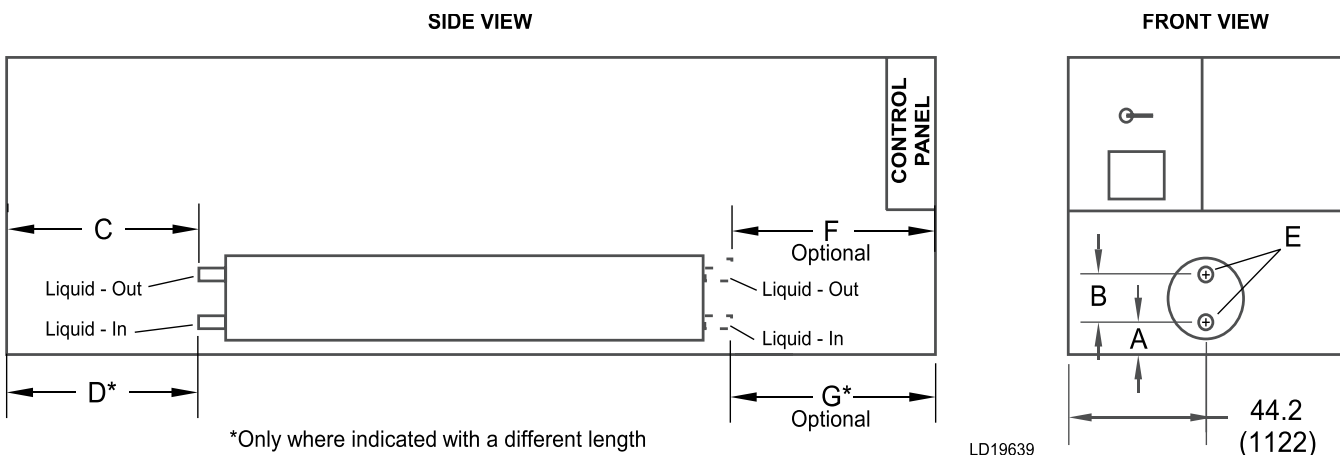 SIDE VIEW
FRONT VIEW
CONTROL
PANEL
C
F
Optional
E
Liquid - Out
Liquid - Out
B
Liquid - In
Liquid - In
A
D*
G*
Optional
44.2
(1122)
*Only where indicated with a different length
LD19639